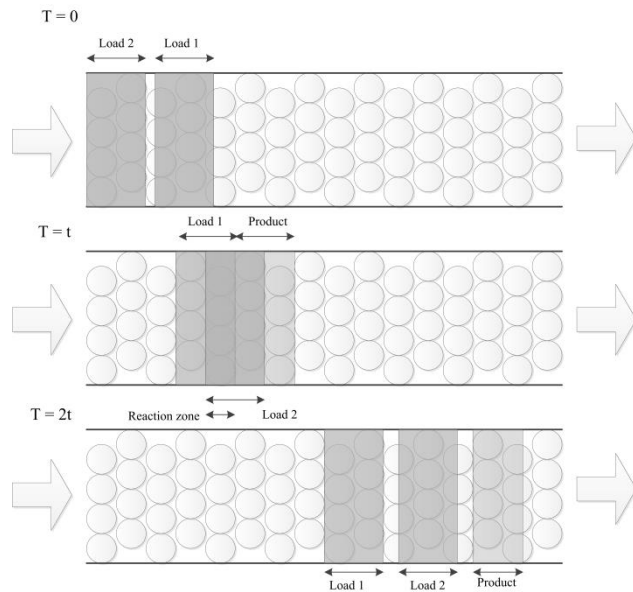 T = 0
Load 2 Load 1
T = t
Load 1 Product
Reaction zone Load 2
T = 2t
Load 1 Load 2 Product